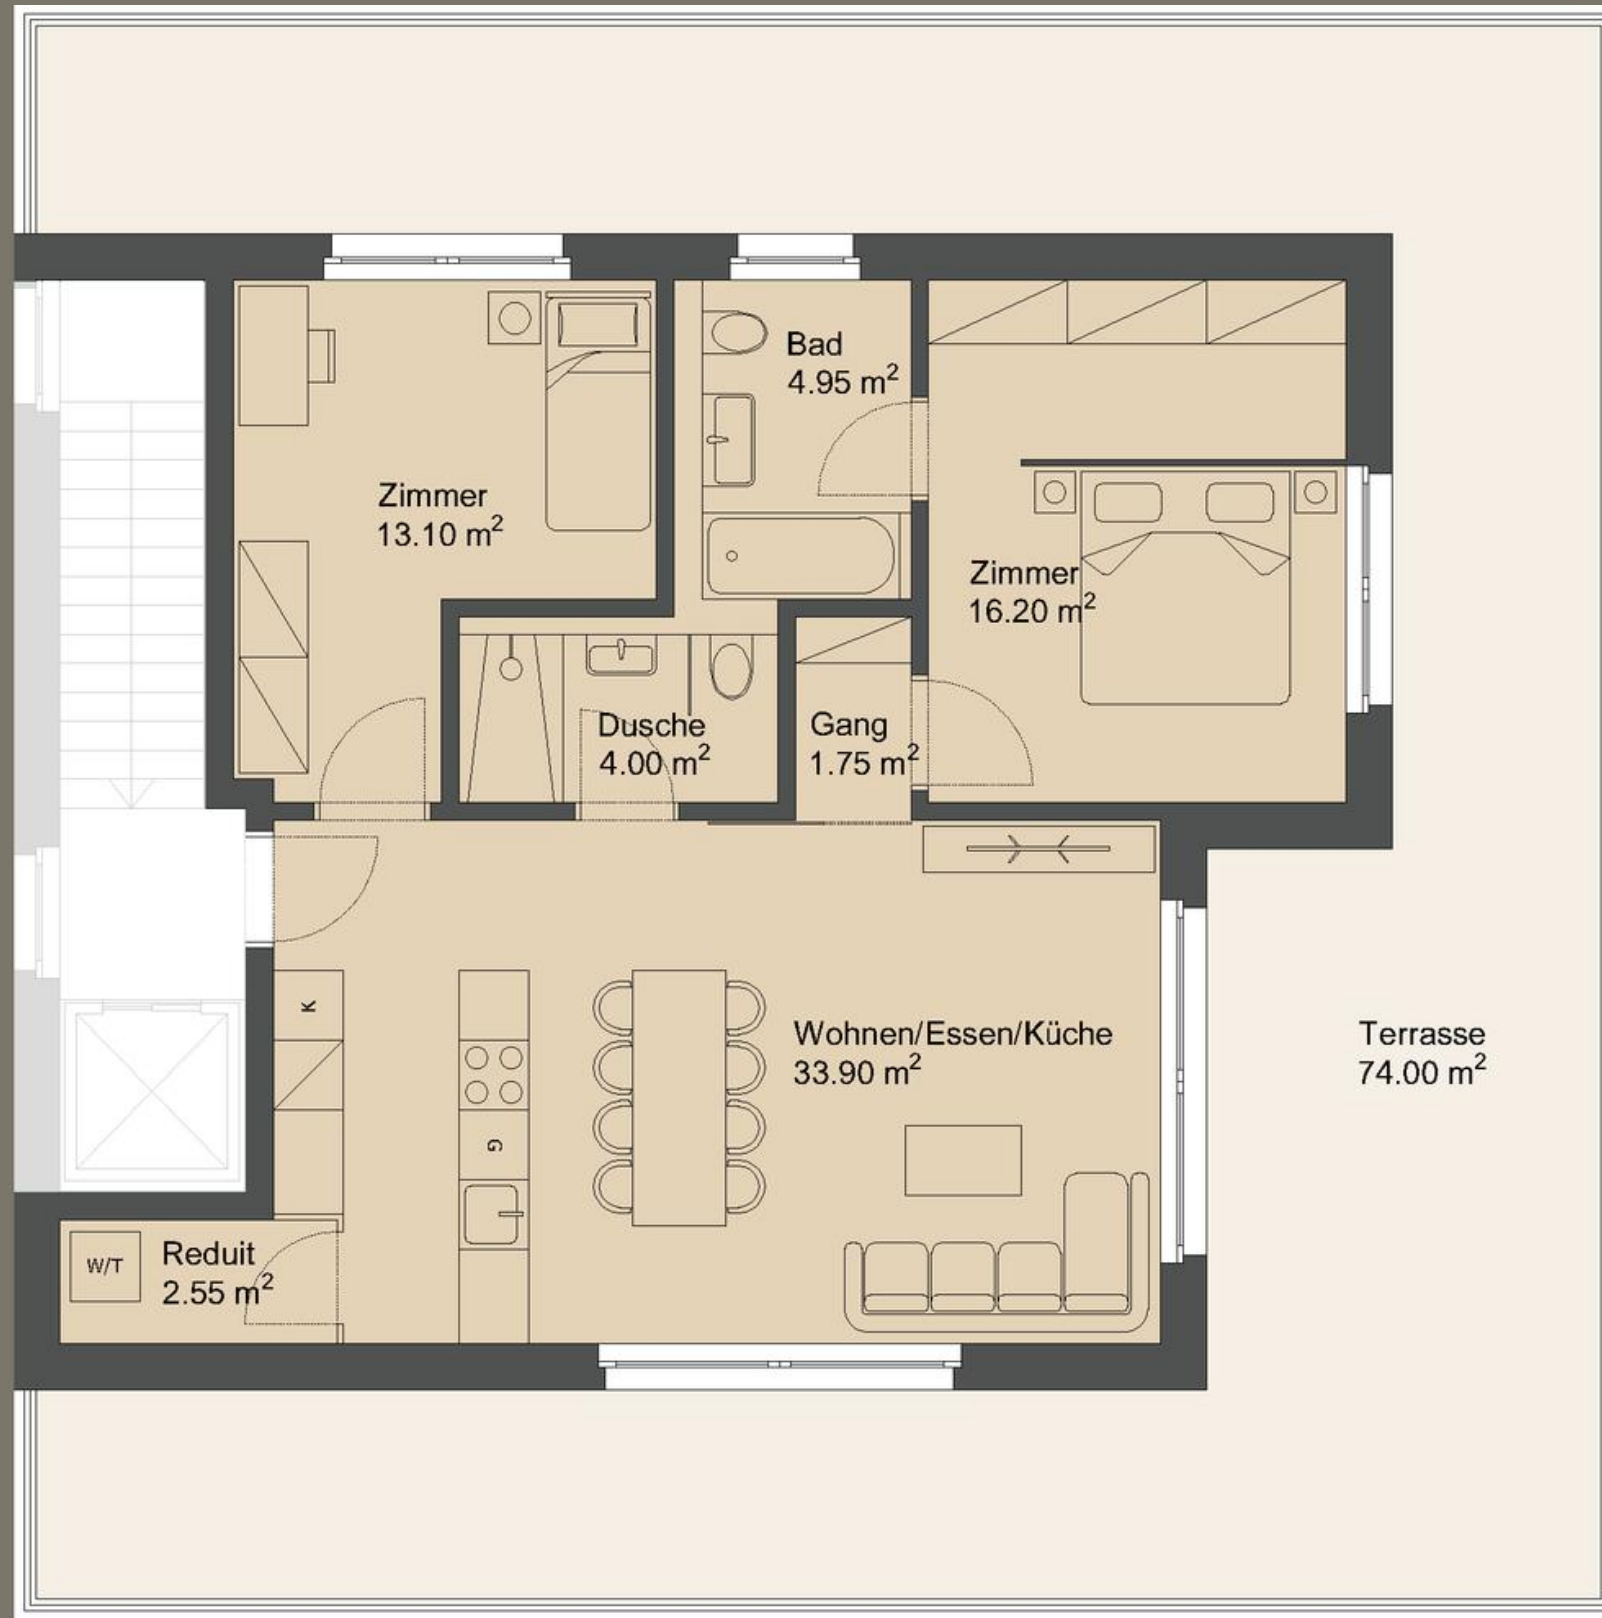 Bad
4.95 m²
Zimmer
13.10 m²
Zimmer
16.20 m²
Dusche
4.00 m²
Gang
1.75 m²
K
G
Wohnen/Essen/Küche
33.90 m²
Terrasse
74.00 m²
W/T
Reduit
2.55 m²